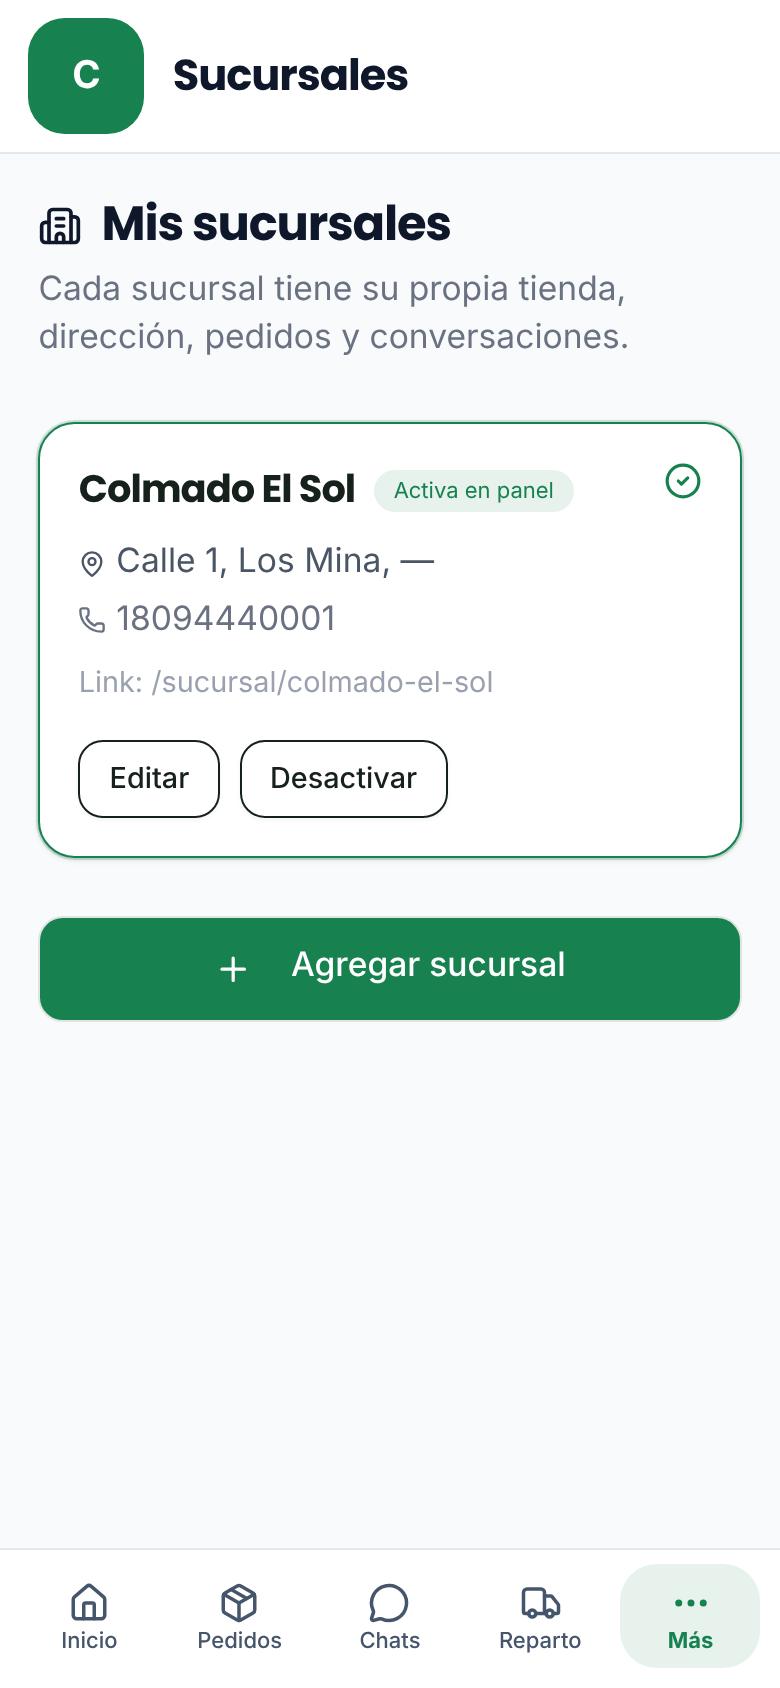 C
Sucursales
Mis sucursales
Cada sucursal tiene su propia tienda,
dirección, pedidos y conversaciones.
Colmado El Sol
Activa en panel
Calle 1, Los Mina, —
18094440001
Link: /sucursal/colmado-el-sol
Editar
Desactivar
Agregar sucursal
Inicio
Pedidos
Chats
Reparto
Más